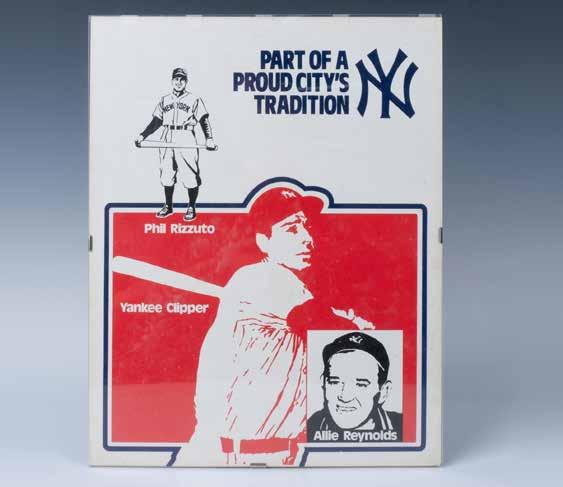 PART OF A
PROUD CITY'S
TRADITION
NY
NEW YORK
Phil Rizzuto
Yankee Clipper
Allie Reynolds